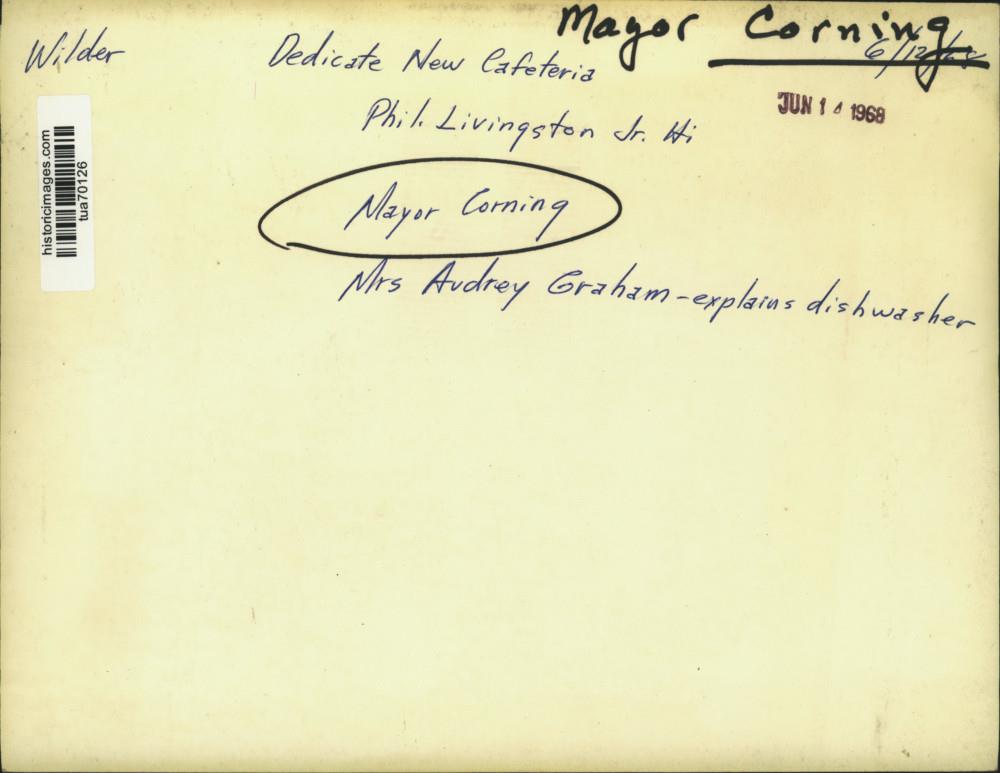 Mayor Corning
Wilder
Dedicate New Cafeteria
6/12/68
Phil. Livingston Jr. Hi
JUN 14 1968
Mayor Corning
Mrs Audrey Graham - explains dishwasher
historicimages.com
tua70126